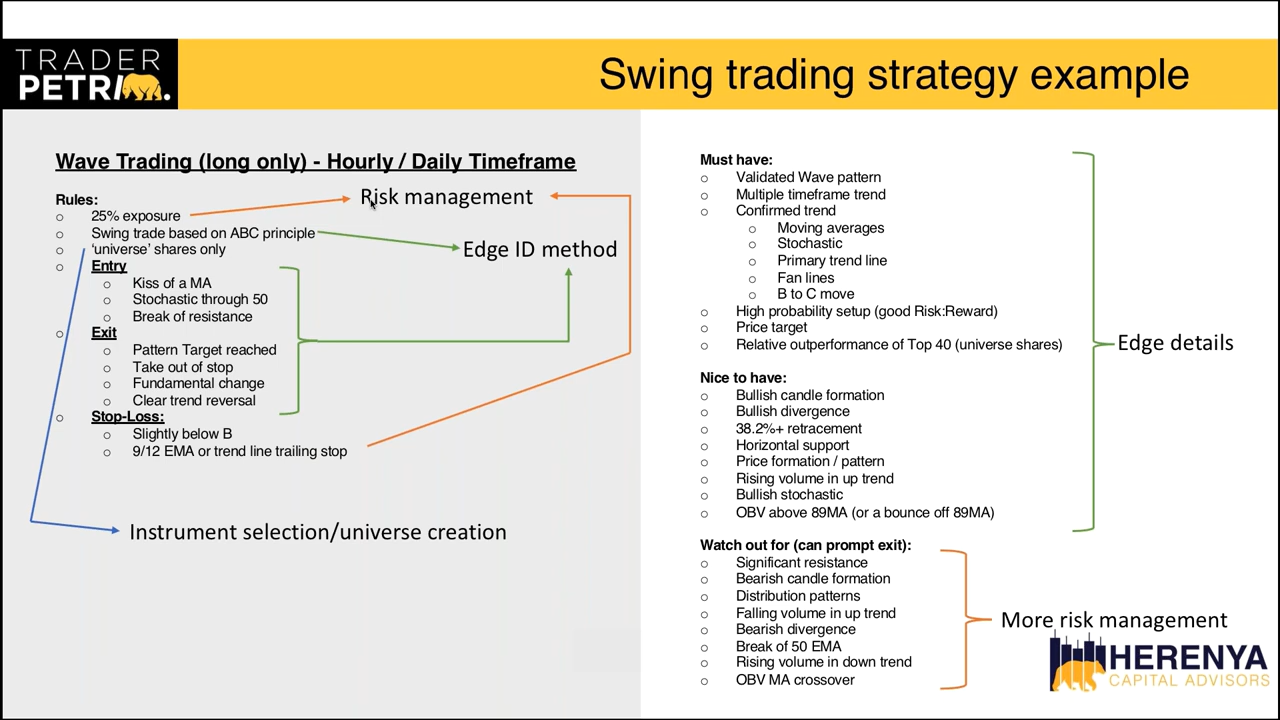 TRADER
PETRI.
Swing trading strategy example
Wave Trading (long only) - Hourly / Daily Timeframe
Rules:
25% exposure
Swing trade based on ABC principle
‘universe’ shares only
Entry
Kiss of a MA
Stochastic through 50
Break of resistance
Exit
Pattern Target reached
Take out of stop
Fundamental change
Clear trend reversal
Stop-Loss:
Slightly below B
9/12 EMA or trend line trailing stop
Risk management
Edge ID method
Instrument selection/universe creation
Must have:
Validated Wave pattern
Multiple timeframe trend
Confirmed trend
Moving averages
Stochastic
Primary trend line
Fan lines
B to C move
High probability setup (good Risk:Reward)
Price target
Relative outperformance of Top 40 (universe shares)
Nice to have:
Bullish candle formation
Bullish divergence
38.2%+ retracement
Horizontal support
Price formation / pattern
Rising volume in up trend
Bullish stochastic
OBV above 89MA (or a bounce off 89MA)
Edge details
Watch out for (can prompt exit):
Significant resistance
Bearish candle formation
Distribution patterns
Falling volume in up trend
Bearish divergence
Break of 50 EMA
Rising volume in down trend
OBV MA crossover
More risk management
HERENYA
CAPITAL ADVISORS